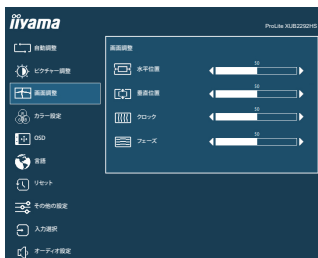 iiyama
ProLite XUB2292HS
自動調整
ピクチャー調整
画面調整
カラー設定
OSD
言語
リセット
その他の設定
入力選択
オーディオ設定
画面調整
水平位置
50
垂直位置
50
クロック
50
フェーズ
50